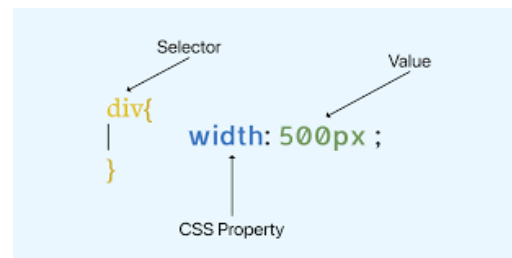 Selector
Value
div{
width: 500px ;
}
CSS Property